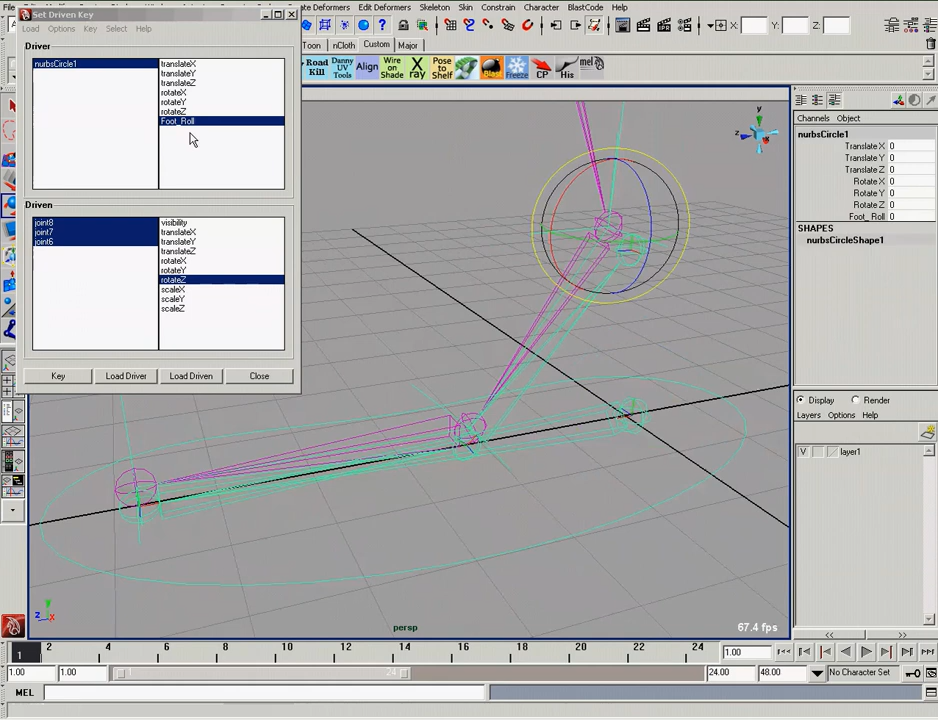 Set Driven Key
Load Options Key Select Help
Driver
nurbsCircle1
translateX
translateY
translateZ
rotateX
rotateY
rotateZ
Foot_Roll
Driven
joint8
joint7
joint6
visibility
translateX
translateY
translateZ
rotateX
rotateY
rotateZ
scaleX
scaleY
scaleZ
Key Load Driver Load Driven Close
te Deformers Edit Deformers Skeleton Skin Constrain Character BlastCode Help
X: Y: Z:
Toon nCloth Custom Major
Road Kill
Danny UV Tools
Align
Wire on Shade
X ray
Pose to Shelf
Blast
Freeze
CP
His
mel
Channels Object
nurbsCircle1
Translate X 0
Translate Y 0
Translate Z 0
Rotate X 0
Rotate Y 0
Rotate Z 0
Foot_Roll 0
SHAPES
nurbsCircleShape1
Display Render
Layers Options Help
V layer1
y
z
x
y
z
x
persp
67.4 fps
1 2 4 6 8 10 12 14 16 18 20 22 24 1.00
1.00 1.00 1 24 24.00 48.00 No Character Set
MEL